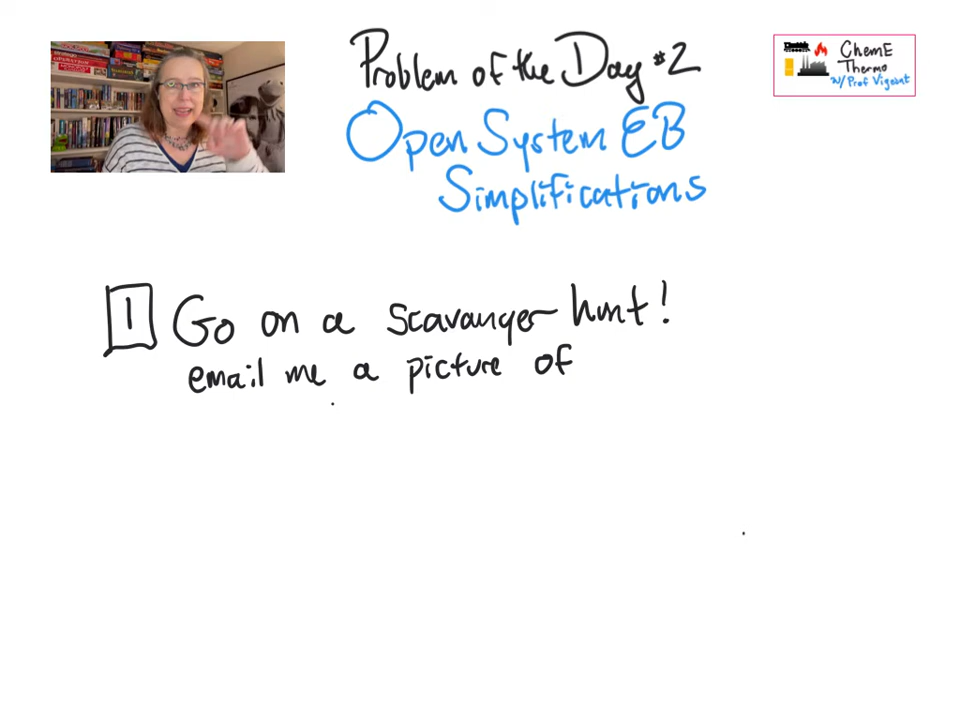 Problem of the Day #2
Open System EB
Simplifications
ChemE
Thermo
w/Prof Vigeant
1 Go on a scavanger hunt!
email me a picture of